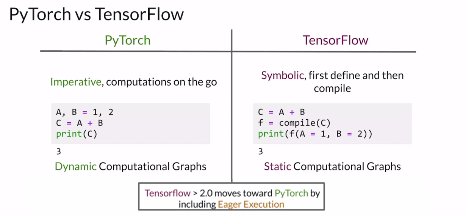 PyTorch vs TensorFlow
PyTorch
Imperative, computations on the go
A, B = 1, 2
C = A + B
print(C)
3
Dynamic Computational Graphs
TensorFlow
Symbolic, first define and then
compile
C = A + B
f = compile(C)
print(f(A = 1, B = 2))
3
Static Computational Graphs
Tensorflow > 2.0 moves toward PyTorch by
including Eager Execution